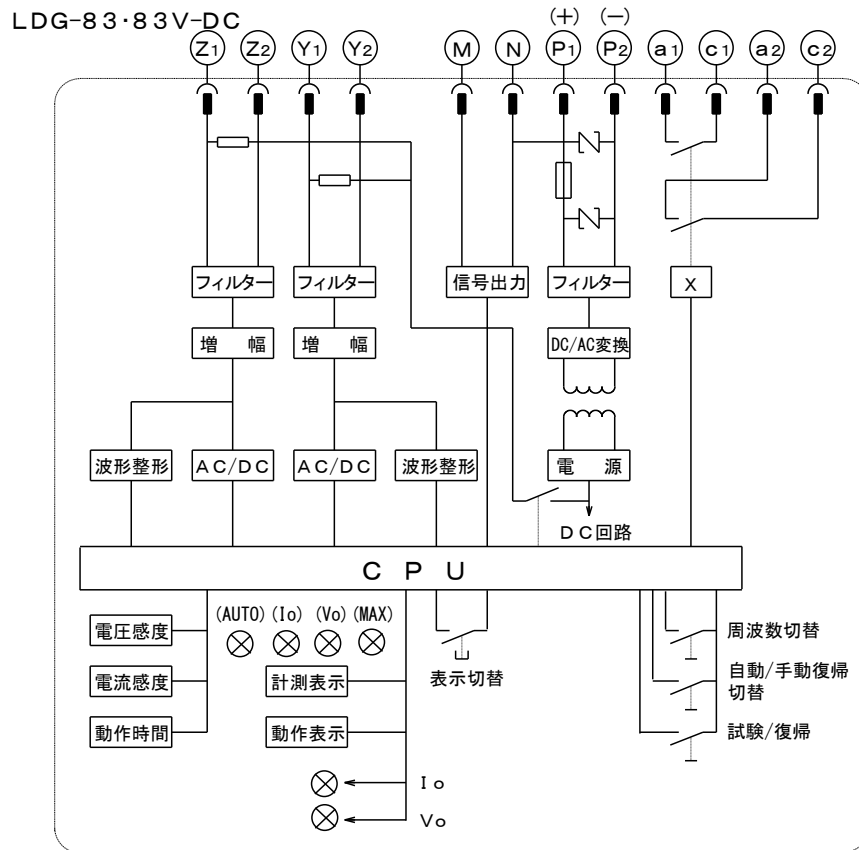 LDG-83･83V-DC
(+) (−)
Z1 Z2 Y1 Y2 M N P1 P2 a1 c1 a2 c2
フィルター フィルター 信号出力 フィルター X
増 幅 増 幅 DC/AC変換
波形整形 AC/DC AC/DC 波形整形 電 源
DC回路
CPU
(AUTO) (Io) (Vo) (MAX)
電圧感度 周波数切替
電流感度 計測表示 表示切替 自動/手動復帰
切替
動作時間 動作表示 試験/復帰
Io
Vo